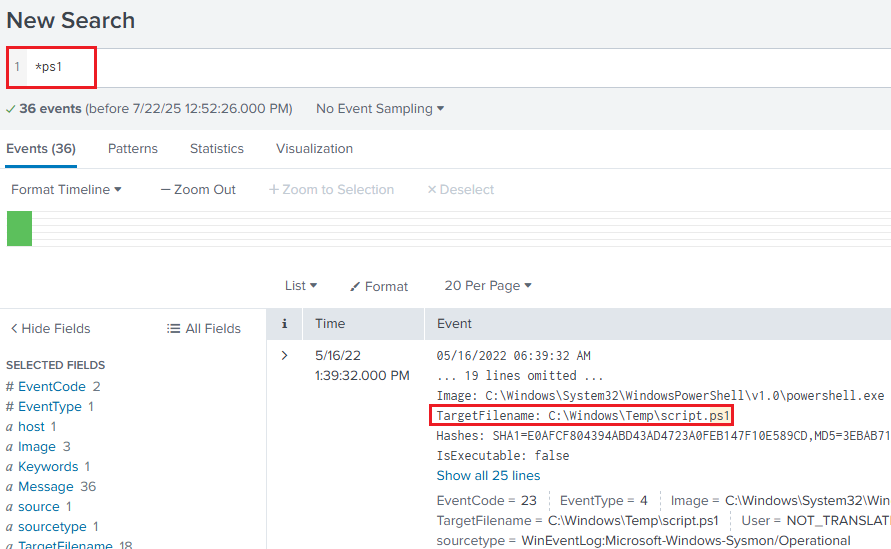 New Search
1 *ps1
36 events (before 7/22/25 12:52:26.000 PM) No Event Sampling
Events (36) Patterns Statistics Visualization
Format Timeline — Zoom Out + Zoom to Selection × Deselect
List Format 20 Per Page
Hide Fields All Fields
i Time Event
SELECTED FIELDS
# EventCode 2
# EventType 1
a host 1
a Image 3
a Keywords 1
a Message 36
a source 1
a sourcetype 1
a TargetFilename 18
5/16/22
1:39:32.000 PM
05/16/2022 06:39:32 AM
... 19 lines omitted ...
Image: C:\Windows\System32\WindowsPowerShell\v1.0\powershell.exe
TargetFilename: C:\Windows\Temp\script.ps1
Hashes: SHA1=E0AFCF804394ABD43AD4723A0FEB147F10E589CD,MD5=3EBAB71
IsExecutable: false
Show all 25 lines
EventCode = 23 EventType = 4 Image = C:\Windows\System32\Win
TargetFilename = C:\Windows\Temp\script.ps1 User = NOT_TRANSLAT
sourcetype = WinEventLog:Microsoft-Windows-Sysmon/Operational